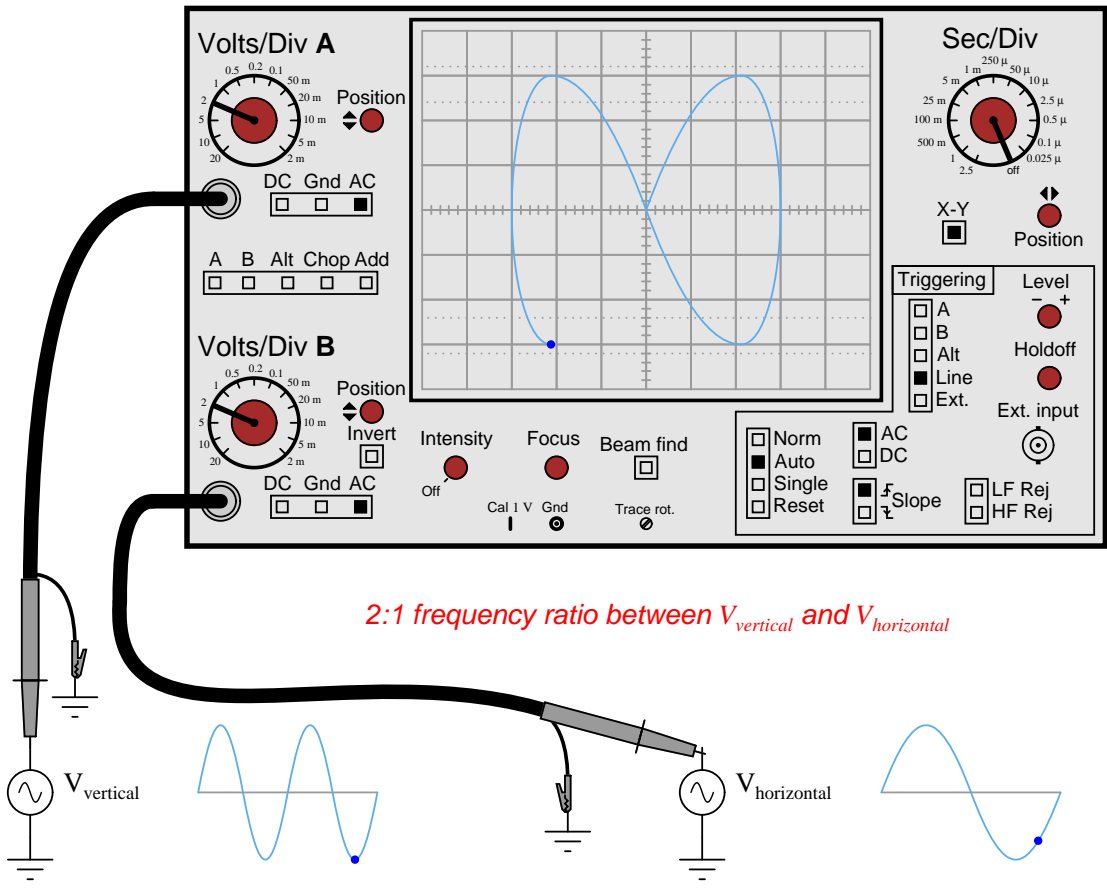 Volts/Div A
20
10
5
2
1
0.5
0.2
0.1
50 m
20 m
10 m
5 m
2 m
Position
DC Gnd AC
A B Alt Chop Add
Volts/Div B
20
10
5
2
1
0.5
0.2
0.1
50 m
20 m
10 m
5 m
2 m
Position
Invert
DC Gnd AC
Intensity
Off
Focus
Beam find
Cal 1 V Gnd
Trace rot.
Sec/Div
1
2.5
500 m
100 m
25 m
5 m
1 m
250 µ
50 µ
10 µ
2.5 µ
0.5 µ
0.1 µ
0.025 µ
off
X-Y
Position
Triggering
A
B
Alt
Line
Ext.
Level
− +
Holdoff
Ext. input
Norm
Auto
Single
Reset
AC
DC
Slope
LF Rej
HF Rej
2:1 frequency ratio between Vvertical and Vhorizontal
Vvertical
Vhorizontal